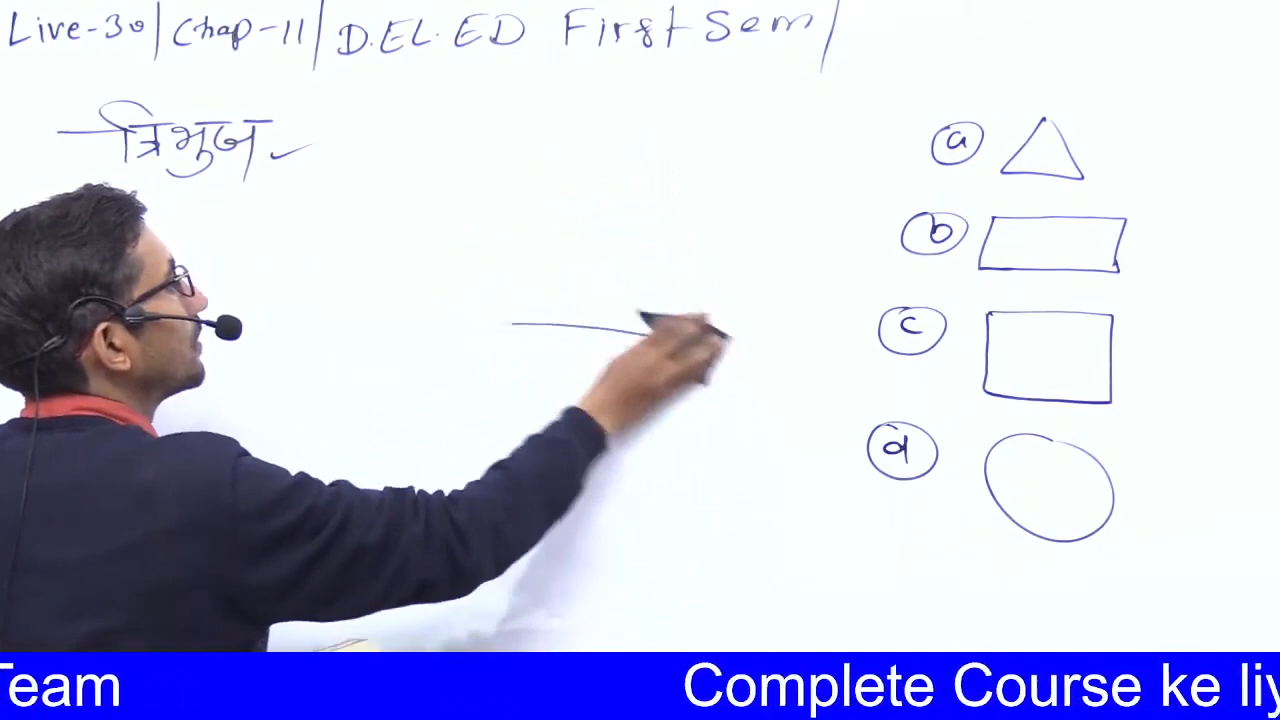 Live-30/Chap-11/D.EL.ED First Sem/
त्रिभुज
a
b
c
d
Team Complete Course ke liy